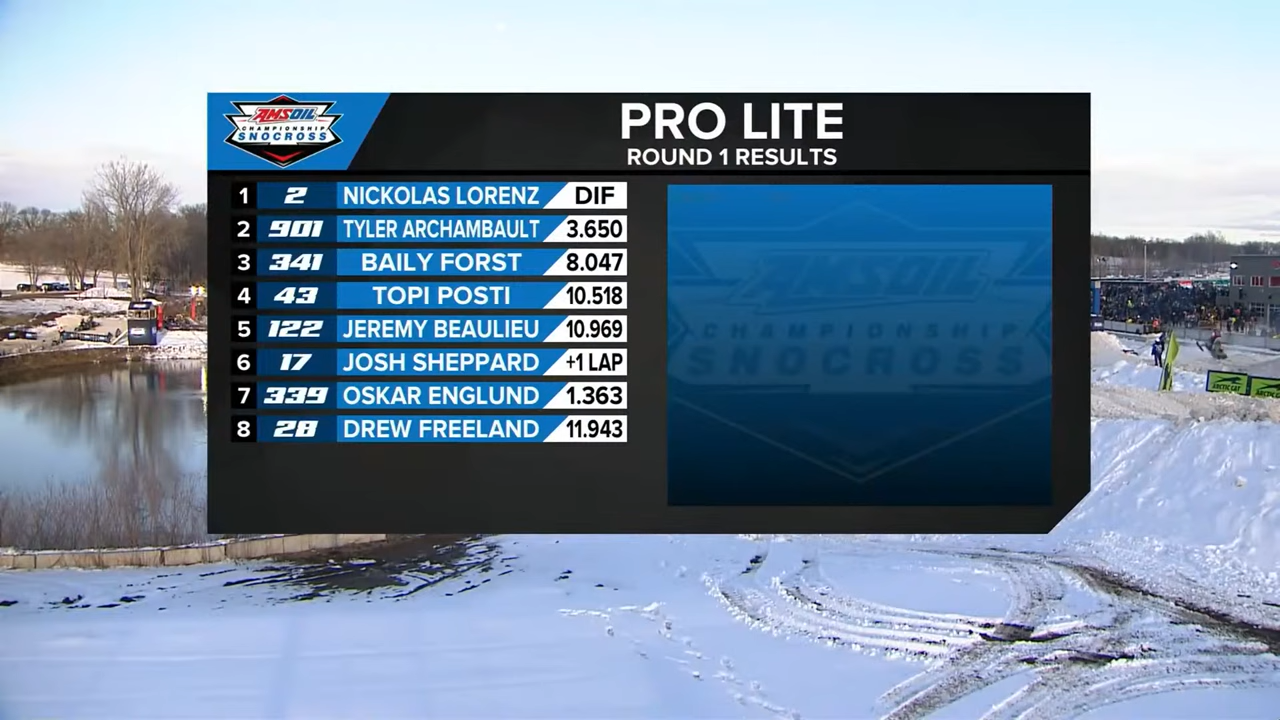 AMSOIL
CHAMPIONSHIP
SNOCROSS
PRO LITE
ROUND 1 RESULTS
1 2 NICKOLAS LORENZ DIF
2 901 TYLER ARCHAMBAULT 3.650
3 341 BAILY FORST 8.047
4 43 TOPI POSTI 10.518
5 122 JEREMY BEAULIEU 10.969
6 17 JOSH SHEPPARD +1 LAP
7 339 OSKAR ENGLUND 1.363
8 28 DREW FREELAND 11.943
AMSOIL
CHAMPIONSHIP
SNOCROSS
ARCTIC CAT